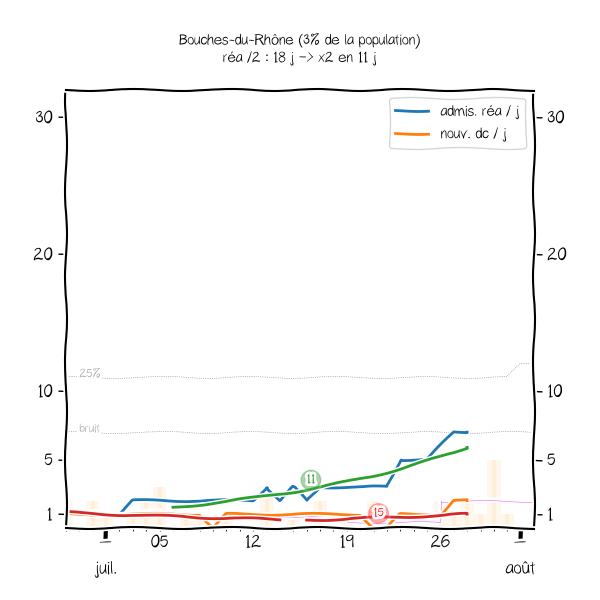 Bouches-du-Rhône (3% de la population)
réa /2 : 18 j -> x2 en 11 j
admis. réa / j
nouv. dc / j
30
30
20
20
25%
10
10
bruit
5
5
11
15
1
1
05
12
19
26
juil.
août